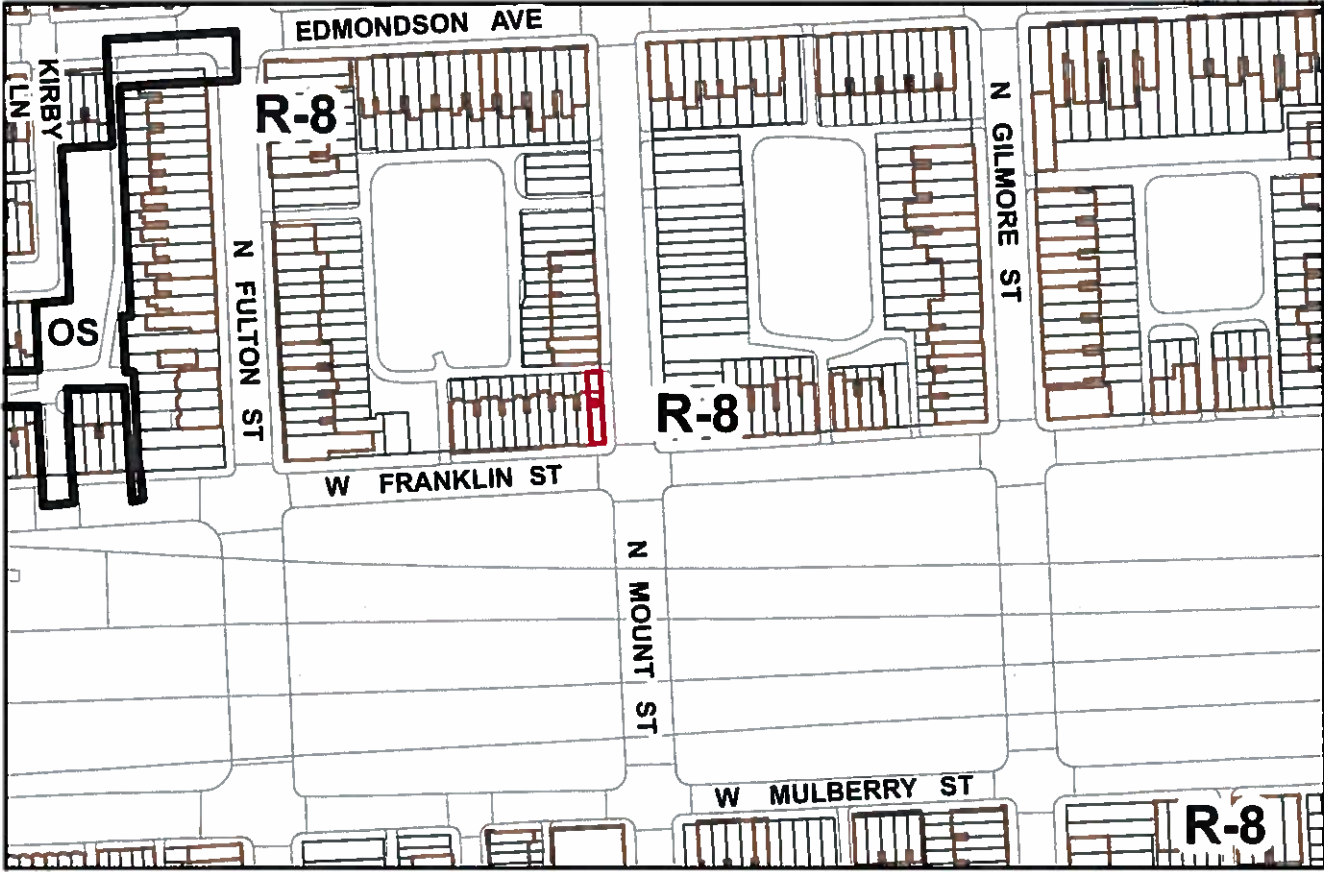 EDMONDSON AVE
KIRBY
LN
R-8
N GILMORE ST
N FULTON ST
OS
R-8
W FRANKLIN ST
N MOUNT ST
W MULBERRY ST
R-8